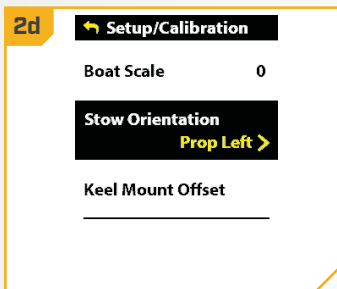 2d
Setup/Calibration
Boat Scale 0
Stow Orientation
Prop Left >
Keel Mount Offset